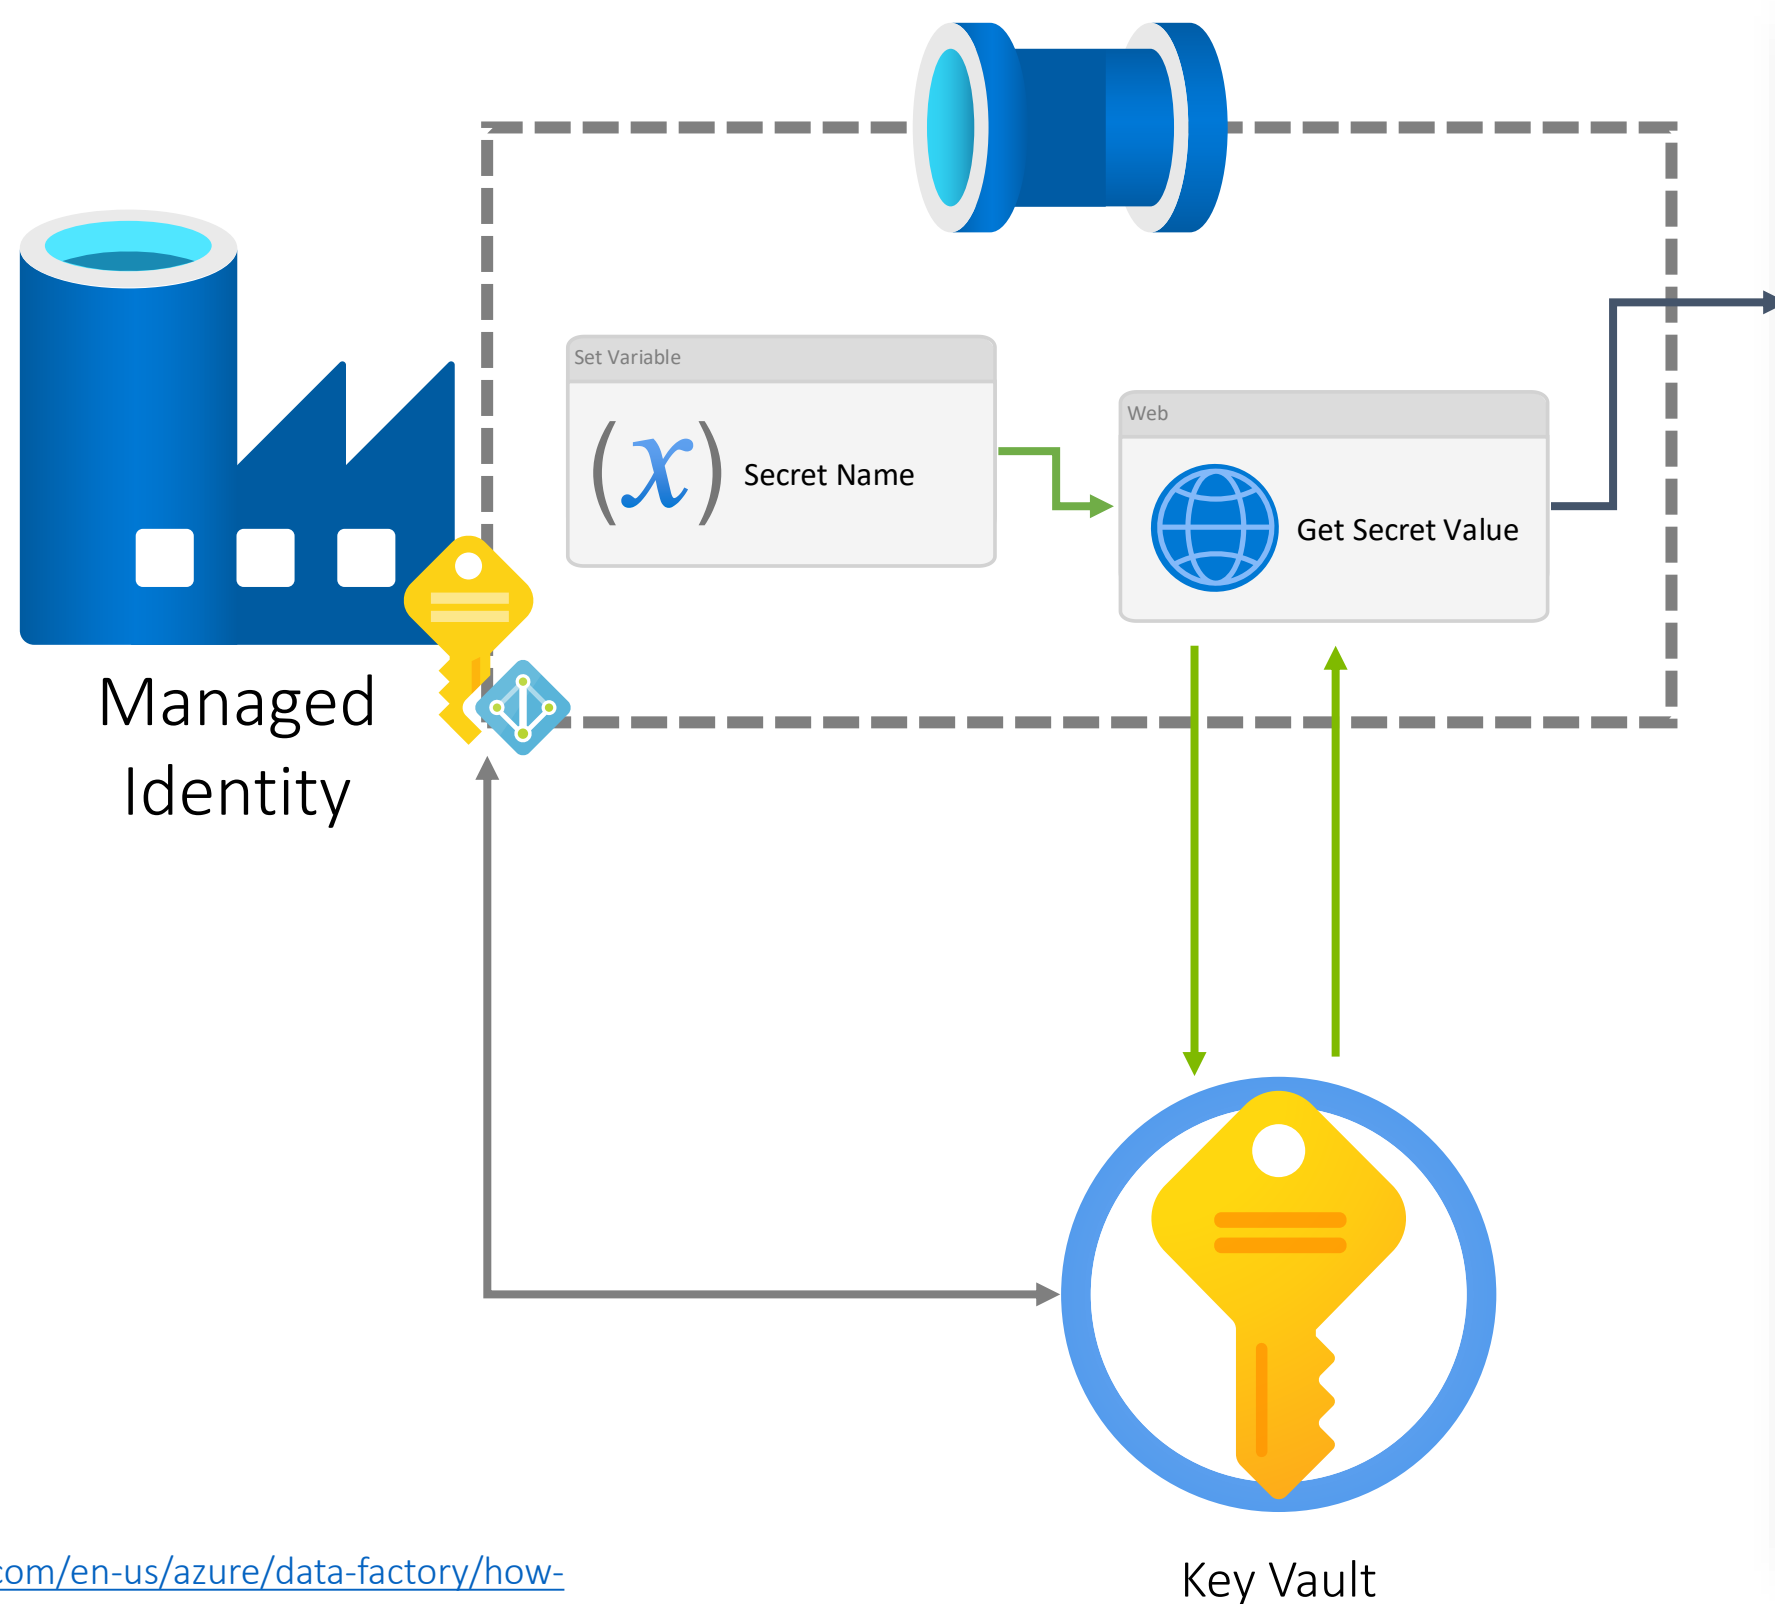 Set Variable
(x) Secret Name
Web
Get Secret Value
Managed
Identity
com/en-us/azure/data-factory/how-
Key Vault